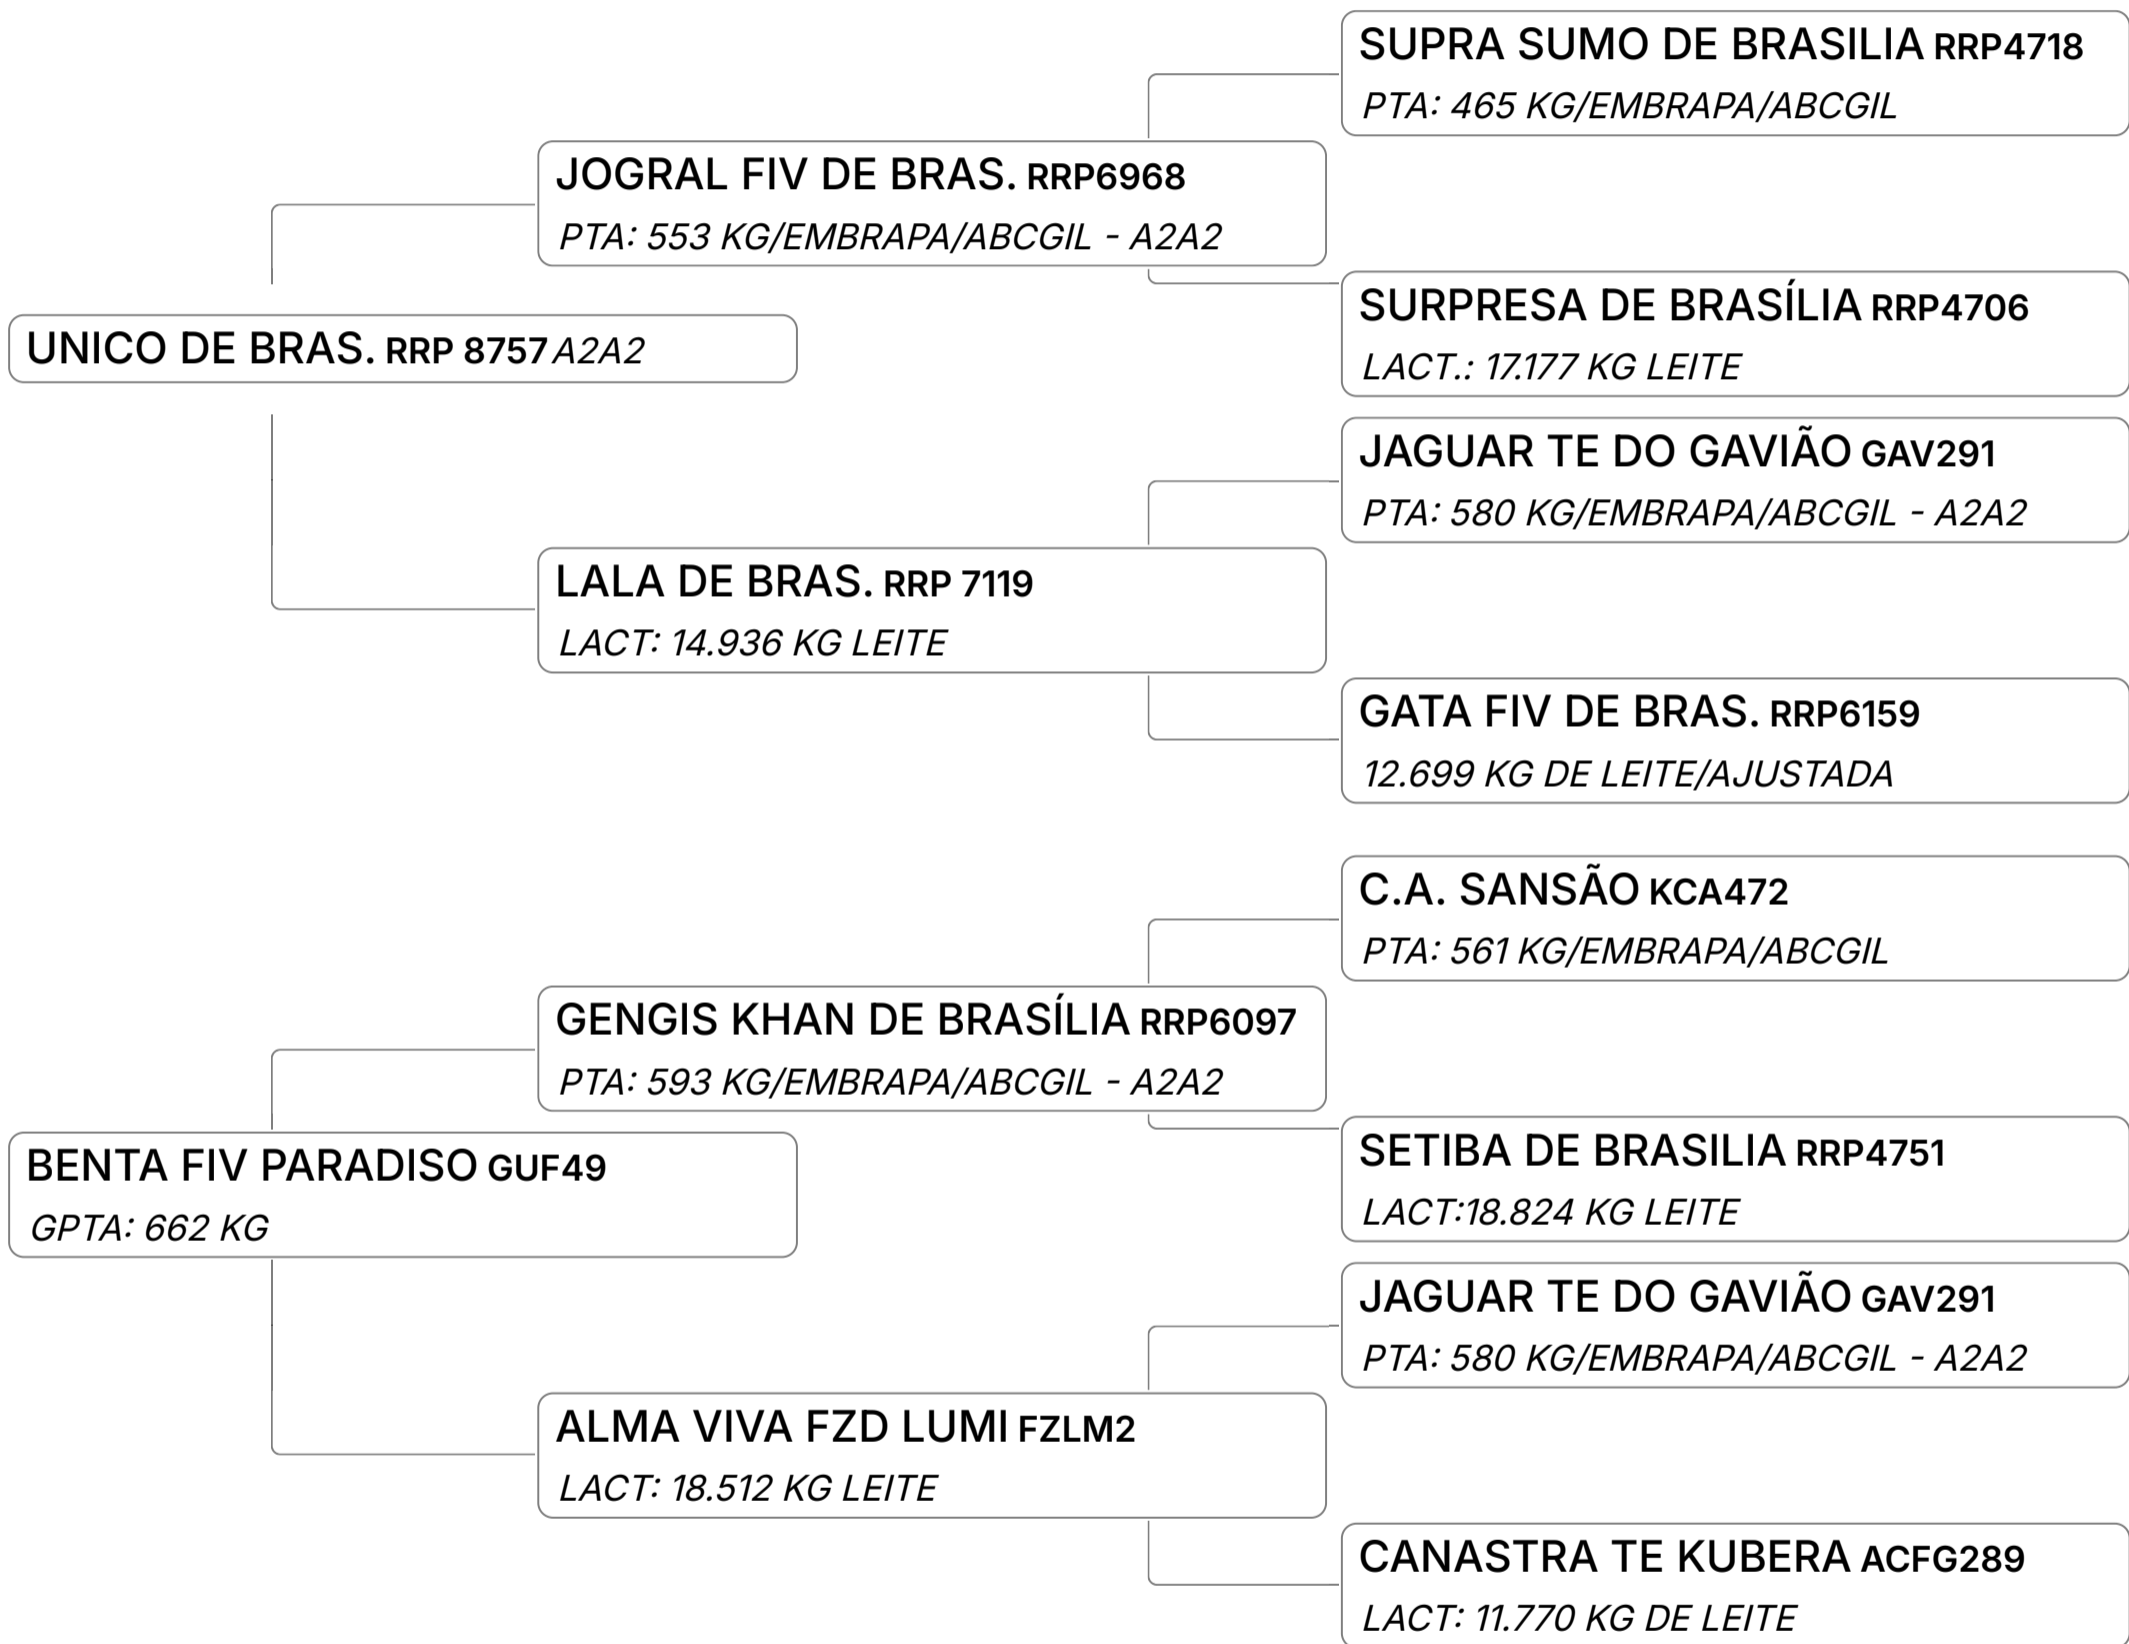 SUPRA SUMO DE BRASILIA RRP4718
PTA: 465 KG/EMBRAPA/ABCGIL
JOGRAL FIV DE BRAS. RRP6968
PTA: 553 KG/EMBRAPA/ABCGIL - A2A2
SURPRESA DE BRASÍLIA RRP4706
LACT.: 17.177 KG LEITE
UNICO DE BRAS. RRP 8757 A2A2
JAGUAR TE DO GAVIÃO GAV291
PTA: 580 KG/EMBRAPA/ABCGIL - A2A2
LALA DE BRAS. RRP 7119
LACT: 14.936 KG LEITE
GATA FIV DE BRAS. RRP6159
12.699 KG DE LEITE/AJUSTADA
C.A. SANSÃO KCA472
PTA: 561 KG/EMBRAPA/ABCGIL
GENGIS KHAN DE BRASÍLIA RRP6097
PTA: 593 KG/EMBRAPA/ABCGIL - A2A2
SETIBA DE BRASILIA RRP4751
LACT:18.824 KG LEITE
BENTA FIV PARADISO GUF49
GPTA: 662 KG
JAGUAR TE DO GAVIÃO GAV291
PTA: 580 KG/EMBRAPA/ABCGIL - A2A2
ALMA VIVA FZD LUMI FZLM2
LACT: 18.512 KG LEITE
CANASTRA TE KUBERA ACFG289
LACT: 11.770 KG DE LEITE